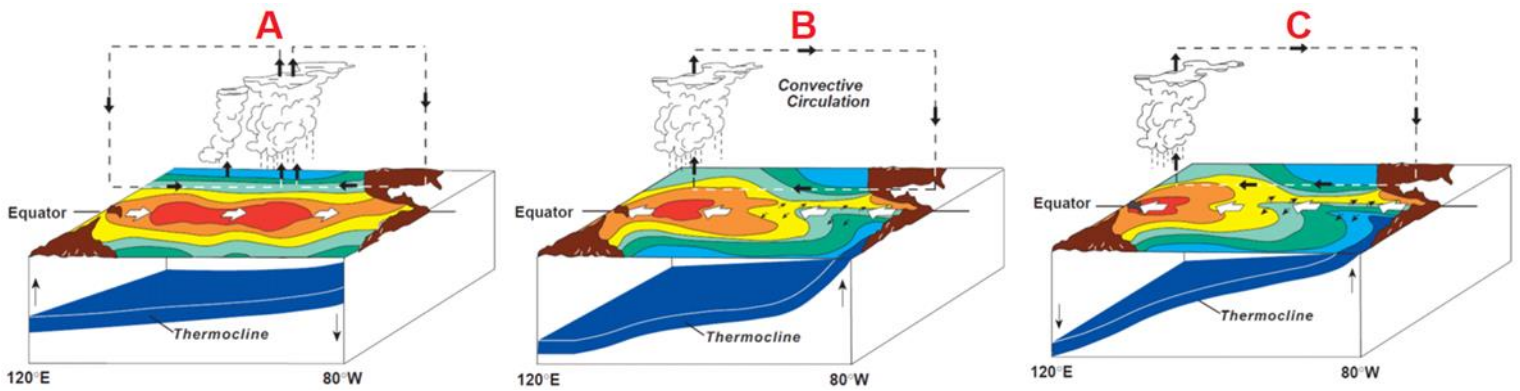 A
B
C
Convective
Circulation
Equator
Equator
Equator
Thermocline
Thermocline
Thermocline
120°E
80°W
120°E
80°W
120°E
80°W